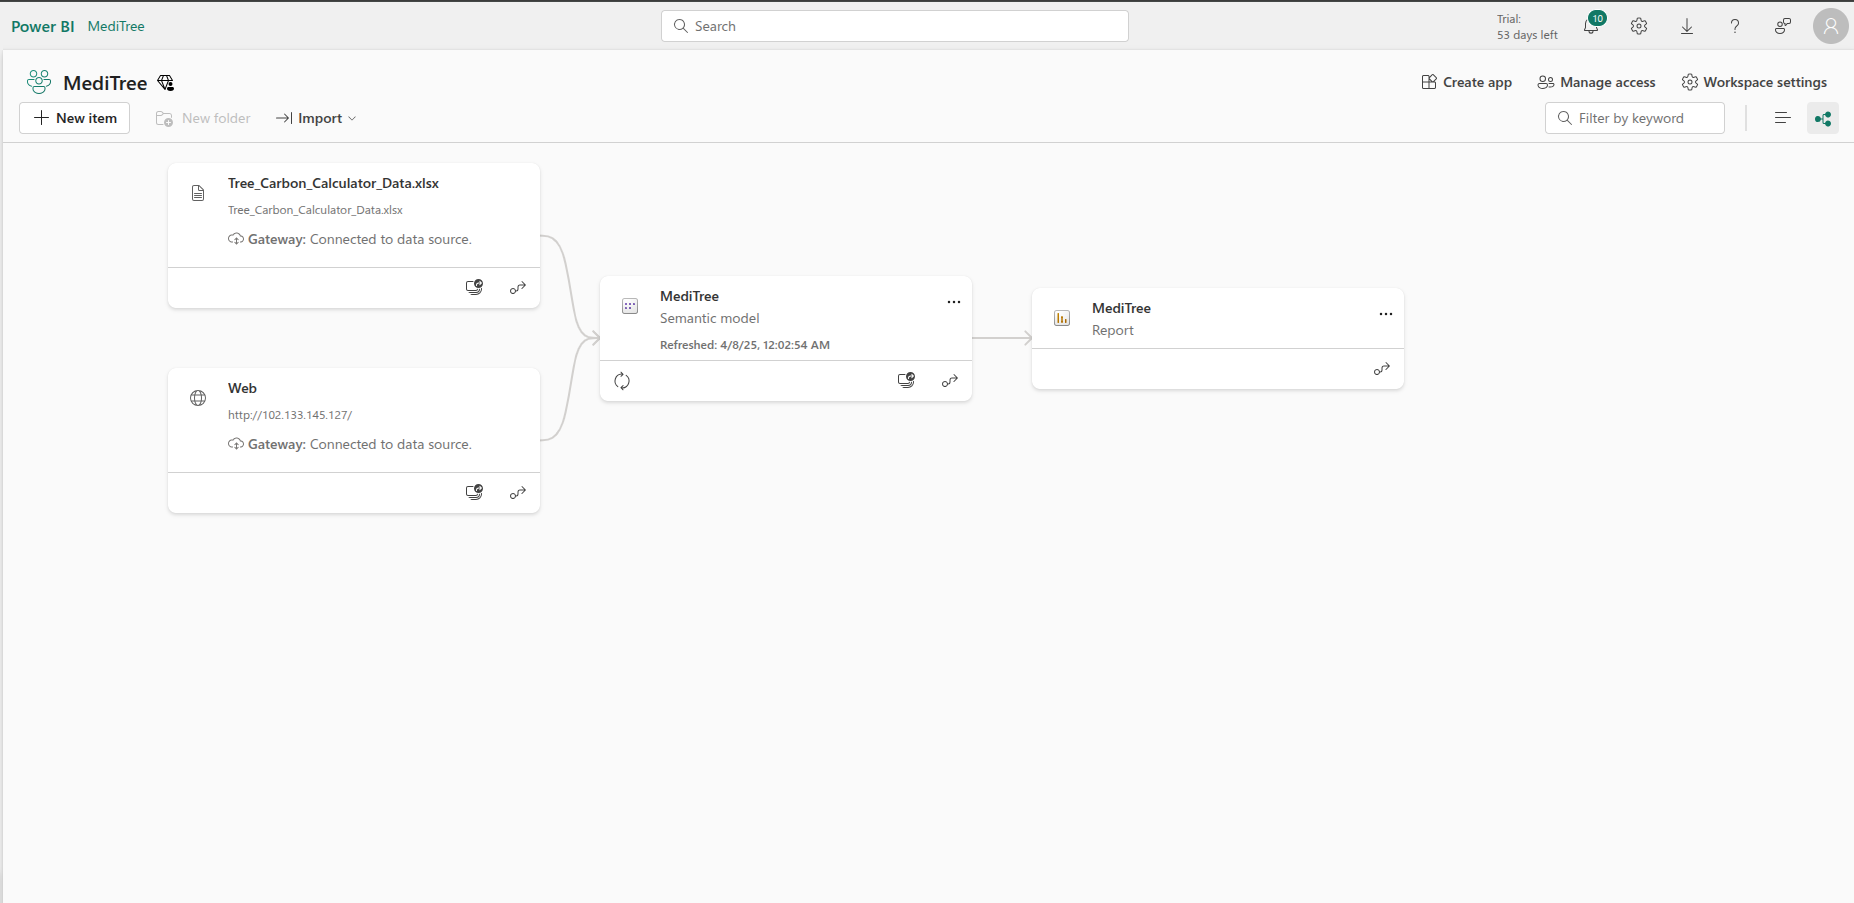 Power BI MediTree
Search
Trial:
53 days left
10
MediTree
Create app
Manage access
Workspace settings
New item
New folder
Import
Filter by keyword
Tree_Carbon_Calculator_Data.xlsx
Tree_Carbon_Calculator_Data.xlsx
Gateway: Connected to data source.
Web
http://102.133.145.127/
Gateway: Connected to data source.
MediTree
Semantic model
Refreshed: 4/8/25, 12:02:54 AM
MediTree
Report